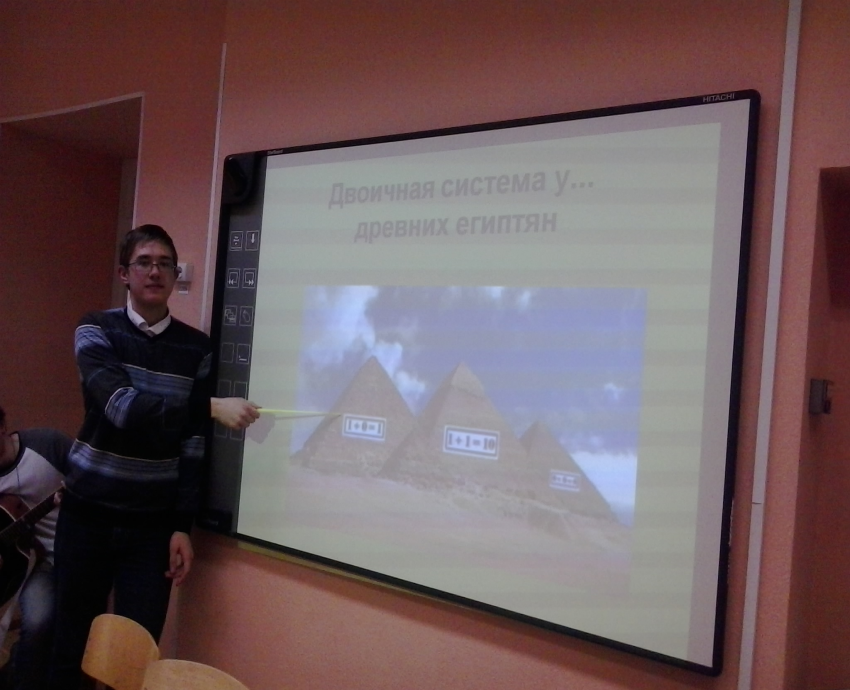 HITACHI
Двоичная система у...
древних египтян
1+0=1
1+1=10